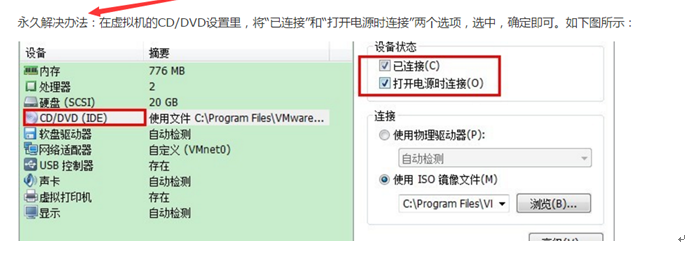 永久解决办法：在虚拟机的CD/DVD设置里，将“已连接”和“打开电源时连接”两个选项，选中，确定即可。如下图所示：
设备 摘要
内存 776 MB
处理器 2
硬盘 (SCSI) 20 GB
CD/DVD (IDE) 使用文件 C:\Program Files\VMware...
软盘驱动器 自动检测
网络适配器 自定义 (VMnet0)
USB 控制器 存在
声卡 自动检测
虚拟打印机 存在
显示 自动检测
设备状态
已连接(C)
打开电源时连接(O)
连接
使用物理驱动器(P):
自动检测
使用 ISO 镜像文件(M)
C:\Program Files\VI 浏览(B)...